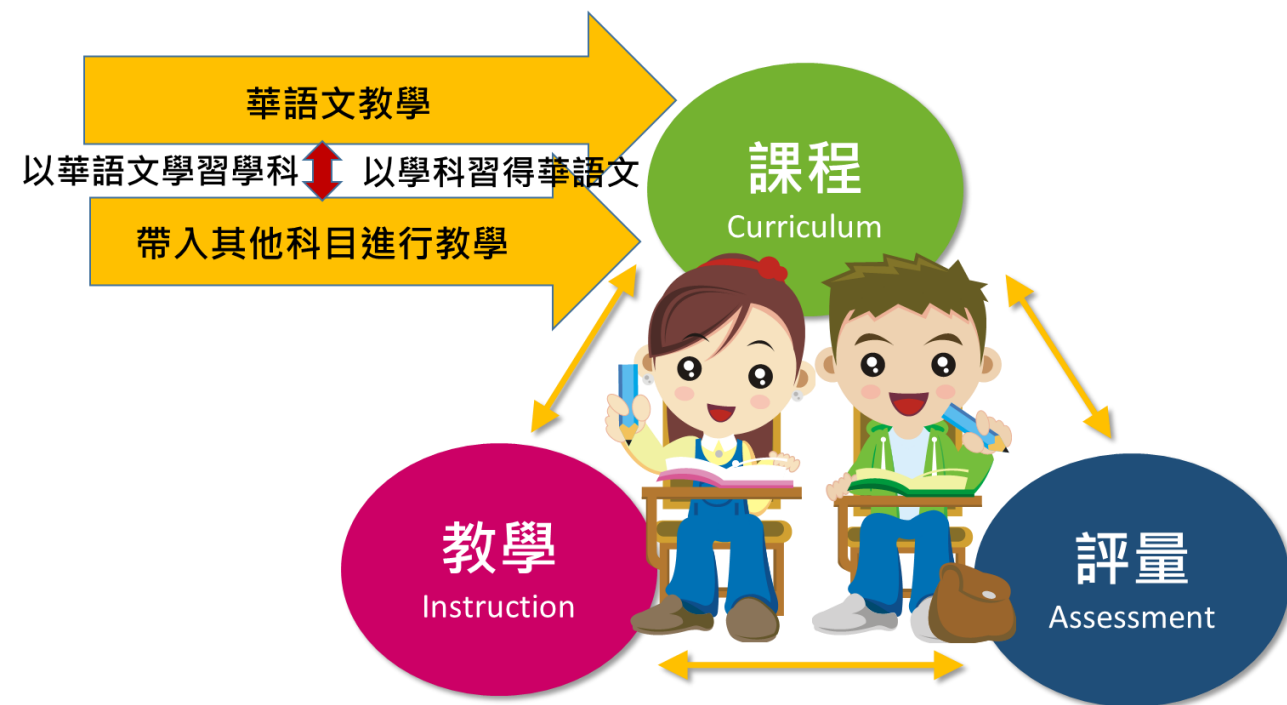 華語文教學
以華語文學習學科
以學科習得華語文
帶入其他科目進行教學
課程
Curriculum
教學
Instruction
評量
Assessment